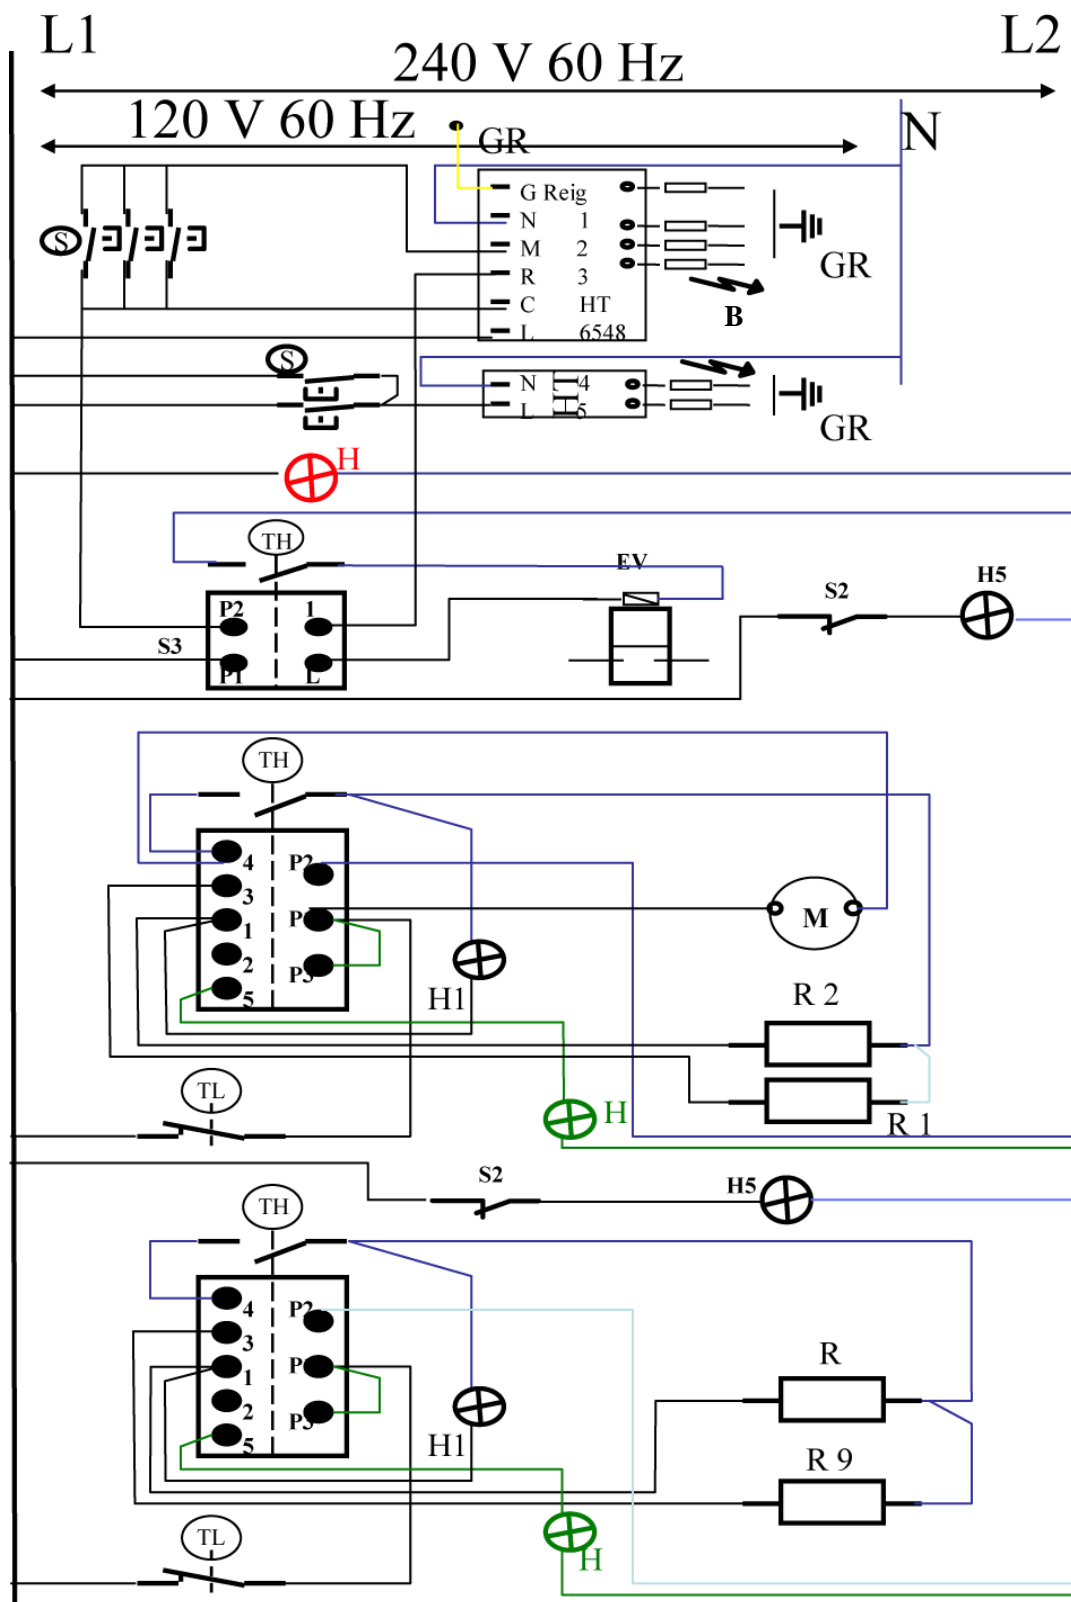 L1 L2
240 V 60 Hz
120 V 60 Hz N
GR
G Reig
N 1
M 2
R 3
C HT
L 6548
S
GR
B
S
N 4
L 5
HT
GR
H
TH
EV
S2 H5
P2 1
S3
P1 L
TH
4 P2
3
1 P
2
5 P3
M
H1
R 2
TL
H
R 1
S2 H5
TH
4 P2
3
1 P
2
5 P3
R
H1
R 9
TL
H